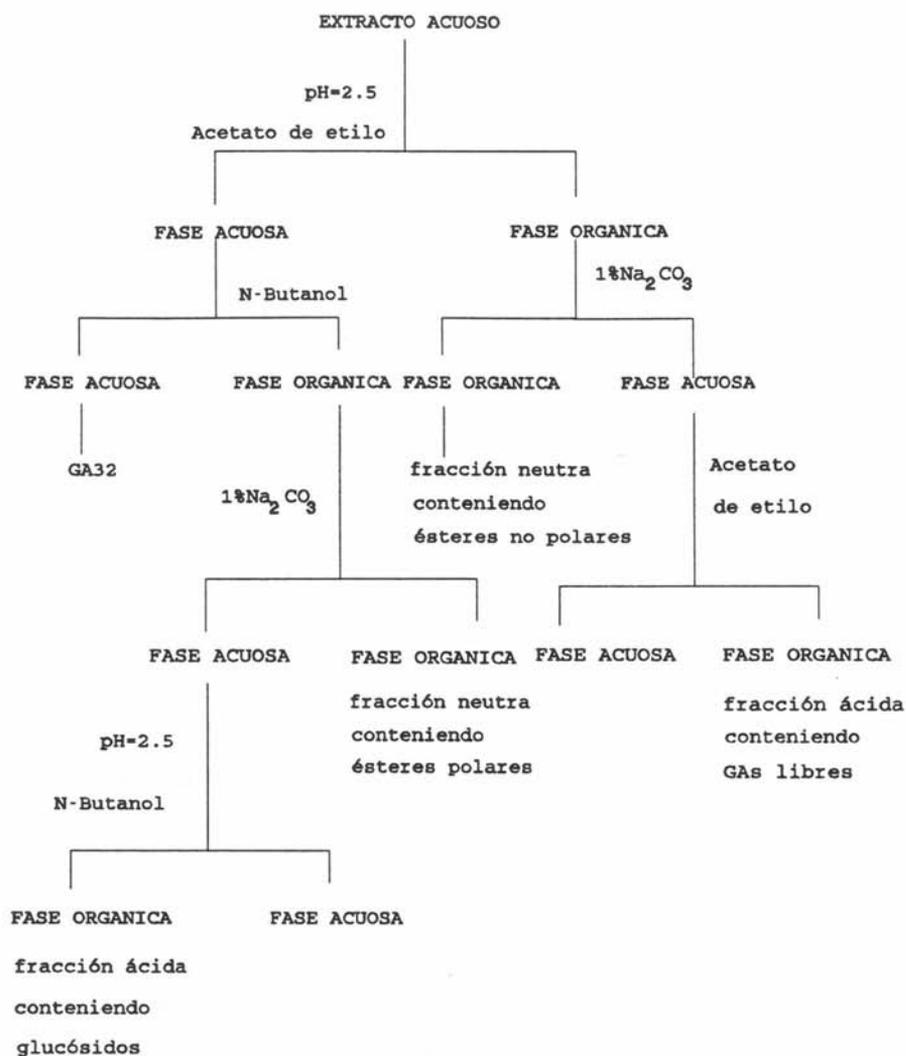 EXTRACTO ACUOSO
pH=2.5
Acetato de etilo
FASE ACUOSA
FASE ORGANICA
N-Butanol
1%Na2CO3
FASE ACUOSA
FASE ORGANICA
FASE ORGANICA
FASE ACUOSA
GA32
1%Na2CO3
fracción neutra
conteniendo
ésteres no polares
Acetato
de etilo
FASE ACUOSA
FASE ORGANICA
fracción neutra
conteniendo
ésteres polares
FASE ACUOSA
FASE ORGANICA
fracción ácida
conteniendo
GAs libres
pH=2.5
N-Butanol
FASE ORGANICA
fracción ácida
conteniendo
glucósidos
FASE ACUOSA